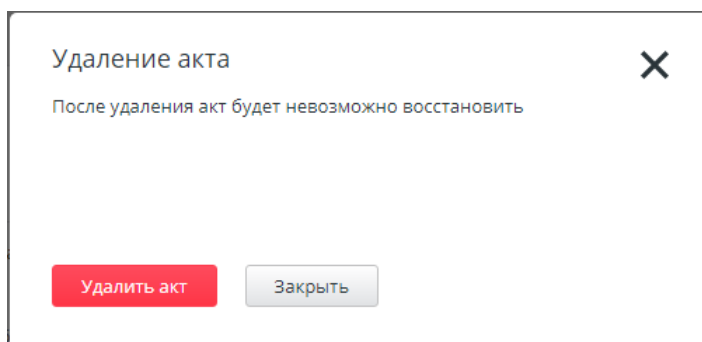 Удаление акта
После удаления акт будет невозможно восстановить
Удалить акт
Закрыть